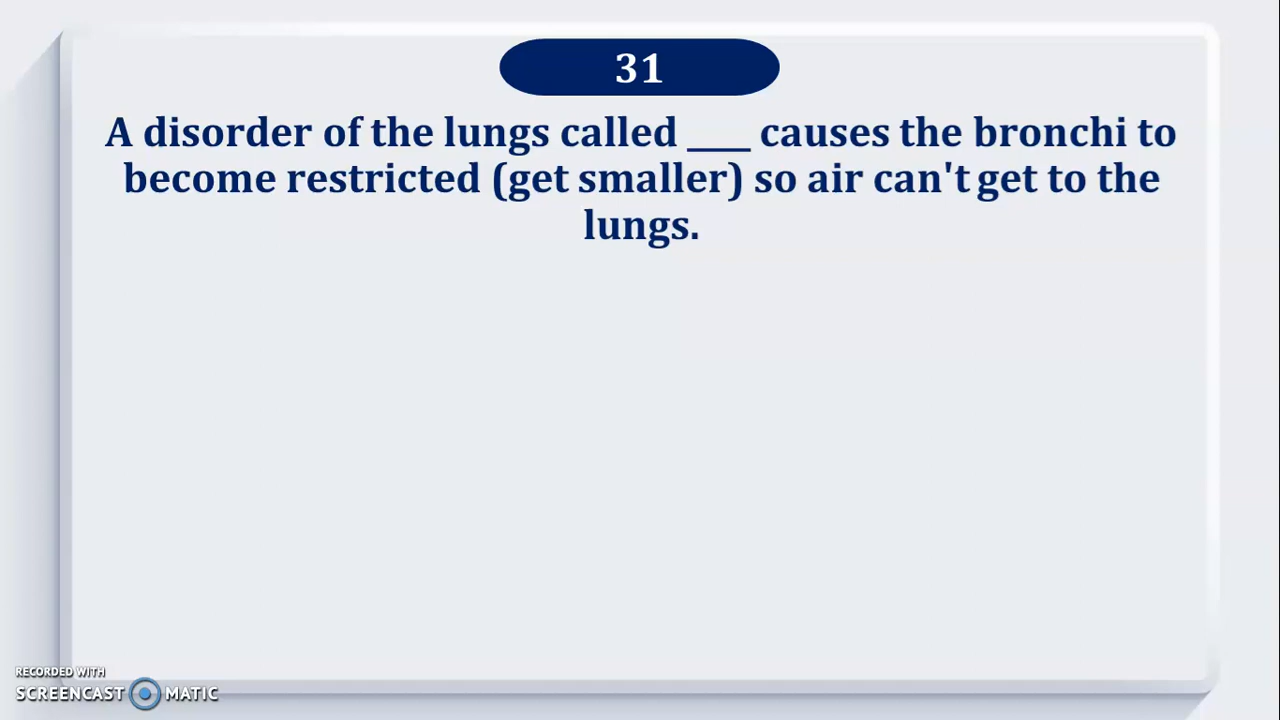 31
A disorder of the lungs called ____ causes the bronchi to
become restricted (get smaller) so air can't get to the
lungs.
RECORDED WITH
SCREENCAST MATIC